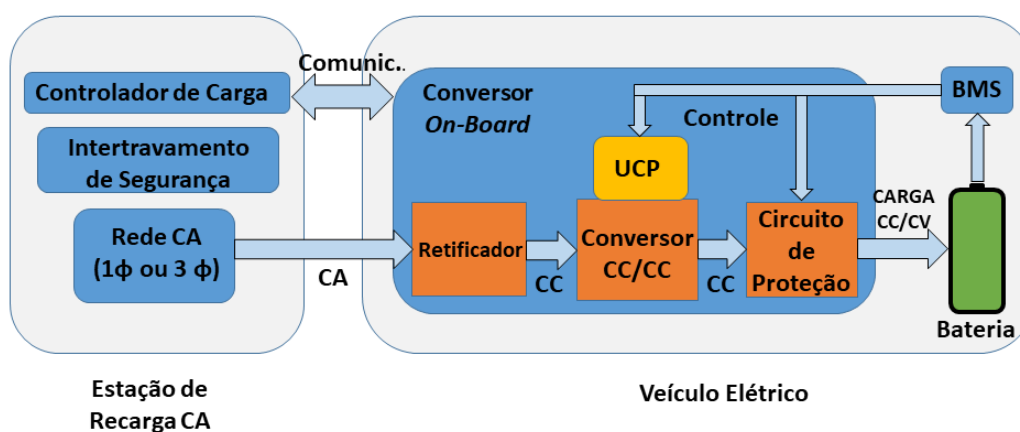 Comunic..
Controlador de Carga
Intertravamento
de Segurança
Rede CA
(1ϕ ou 3 ϕ)
CA
Conversor
On-Board
Controle
BMS
UCP
Retificador
CC
Conversor
CC/CC
CC
Circuito
de
Proteção
CARGA
CC/CV
Bateria
Estação de
Recarga CA
Veículo Elétrico